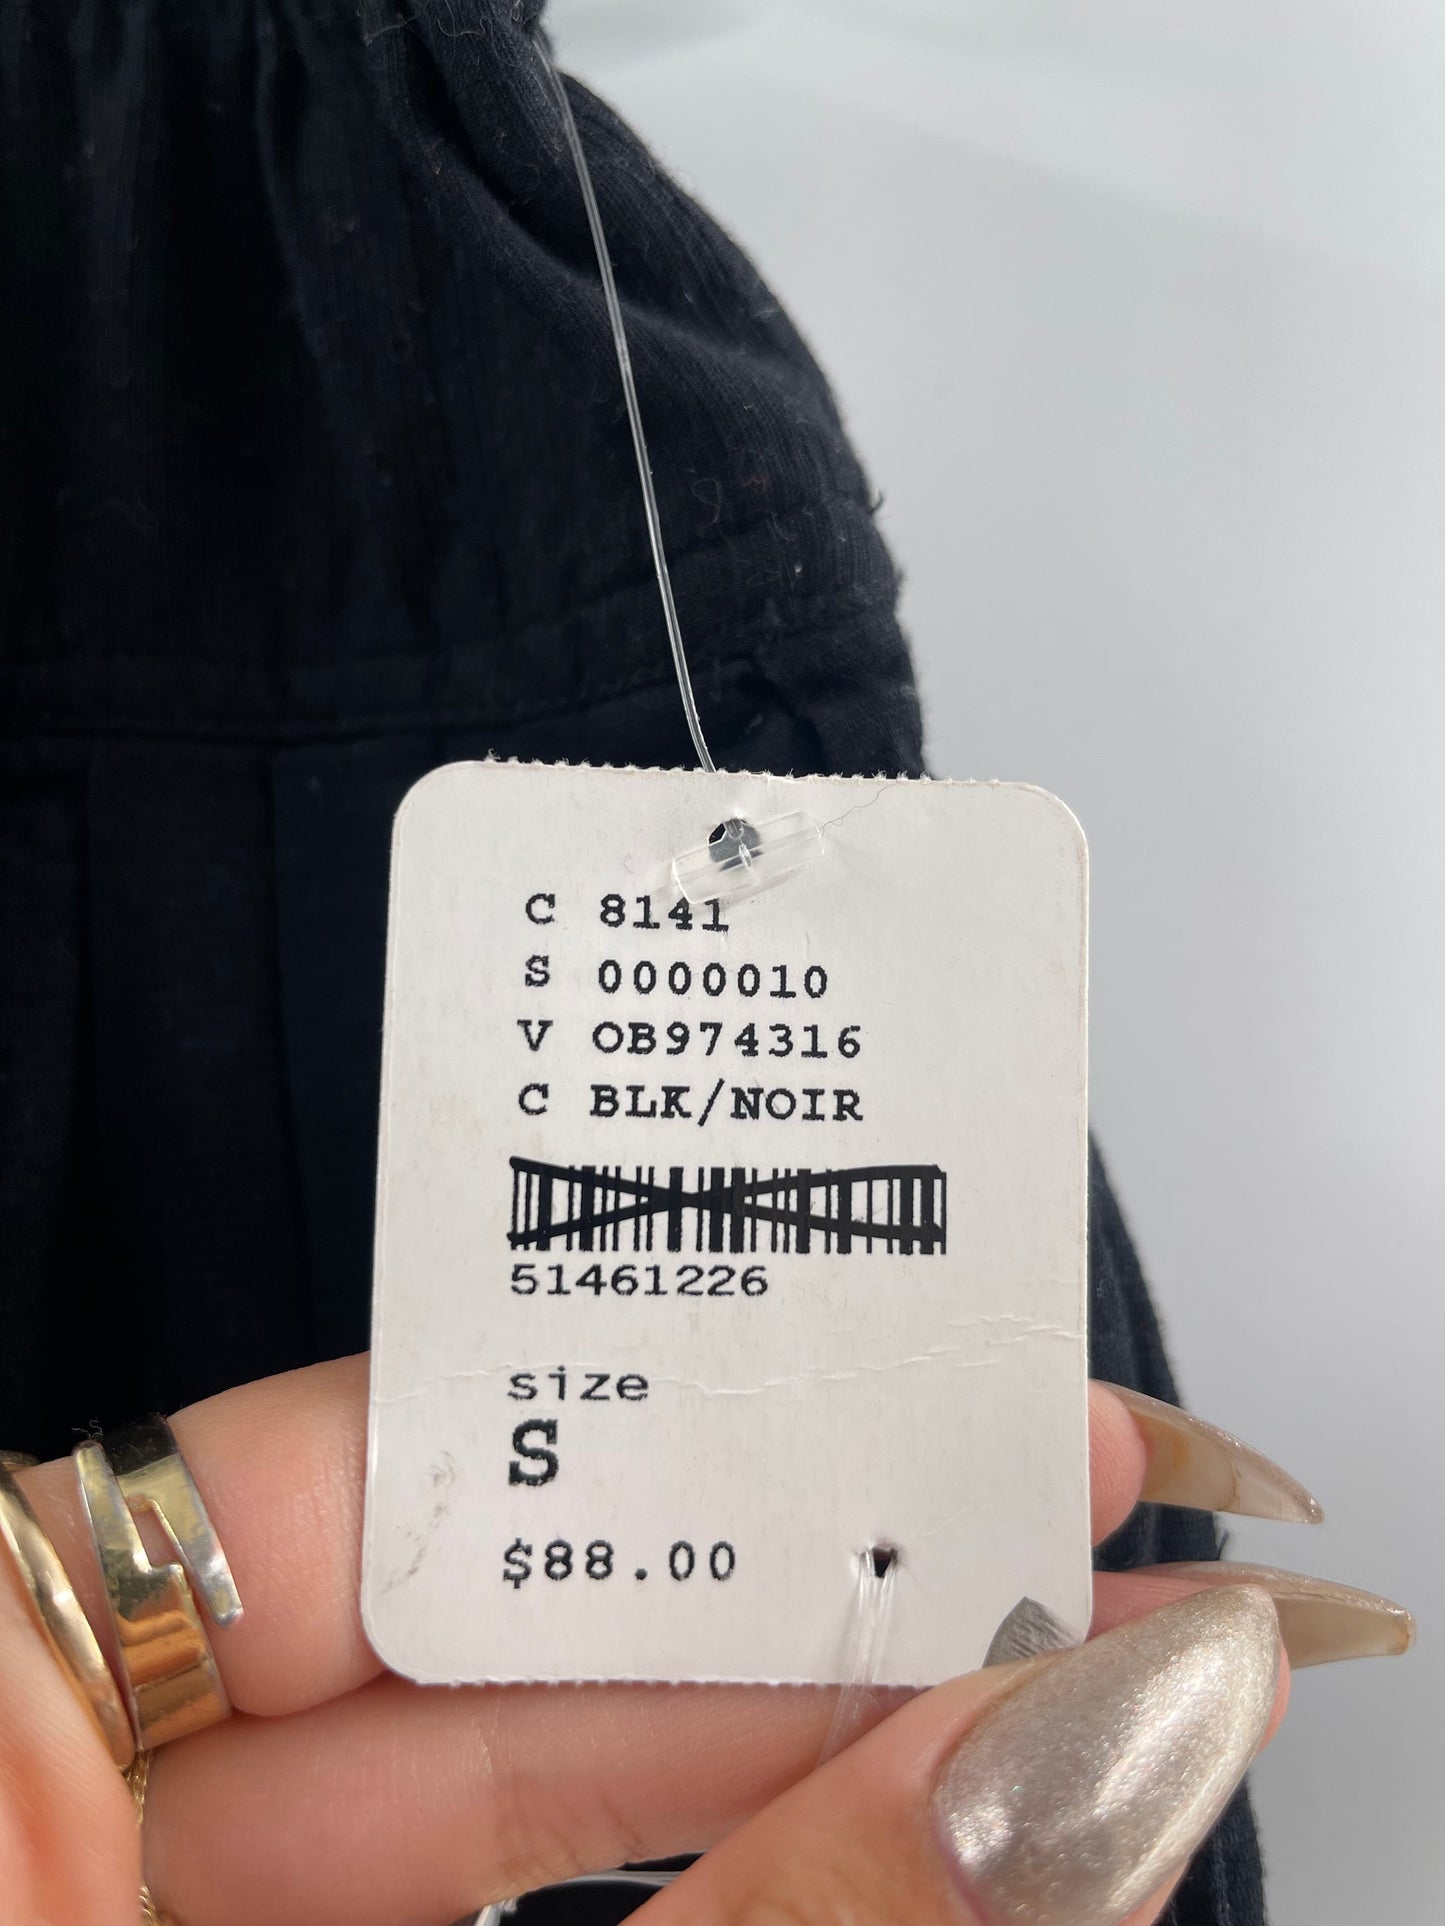 C 8141
S 0000010
V OB974316
C BLK/NOIR
51461226
size
S
$88.00